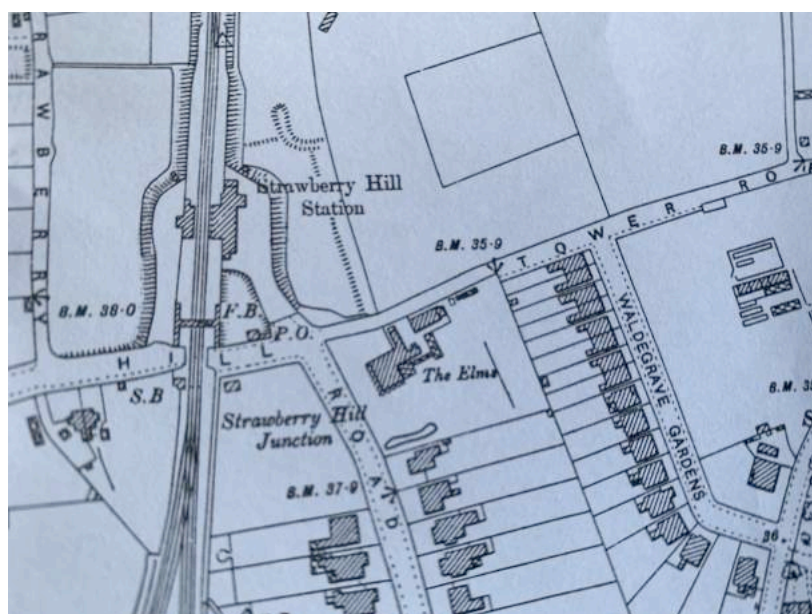 STRAWBERRY
Strawberry Hill
Station
B.M. 35·9
TOWER RO
B.M. 35·9
B.M. 38·0
F.B.
P.O.
HILL ROAD
S.B
The Elms
WALDEGRAVE GARDENS
Strawberry Hill
Junction
B.M. 37·9
36